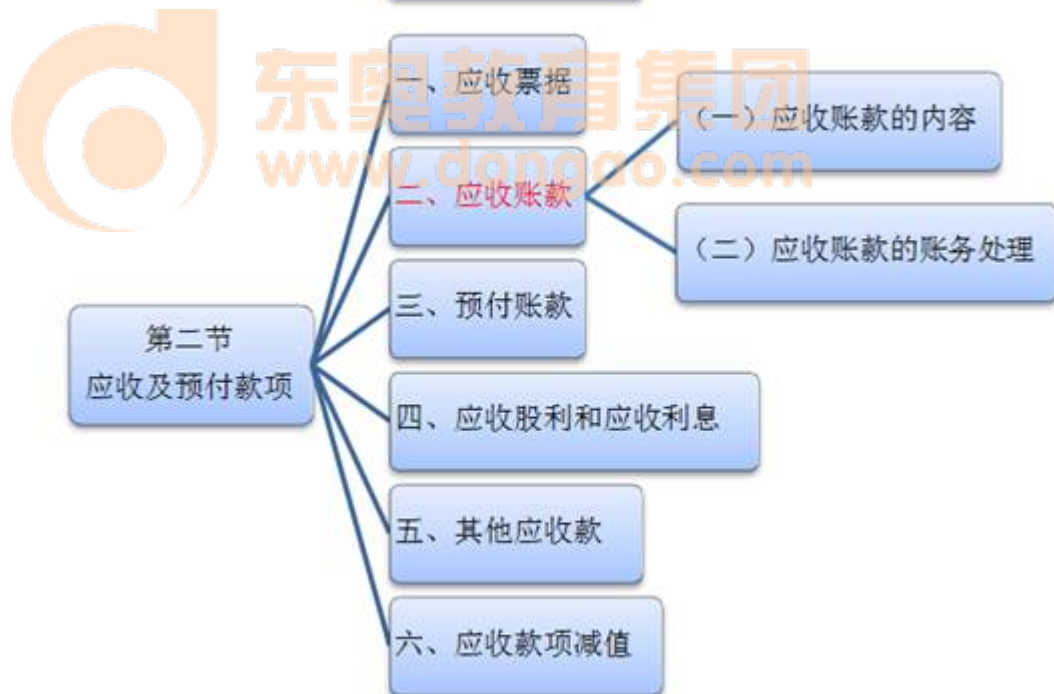 东奥教育集团
www.dongao.com
一、应收票据
（一）应收账款的内容
二、应收账款
（二）应收账款的账务处理
三、预付账款
第二节
应收及预付款项
四、应收股利和应收利息
五、其他应收款
六、应收款项减值